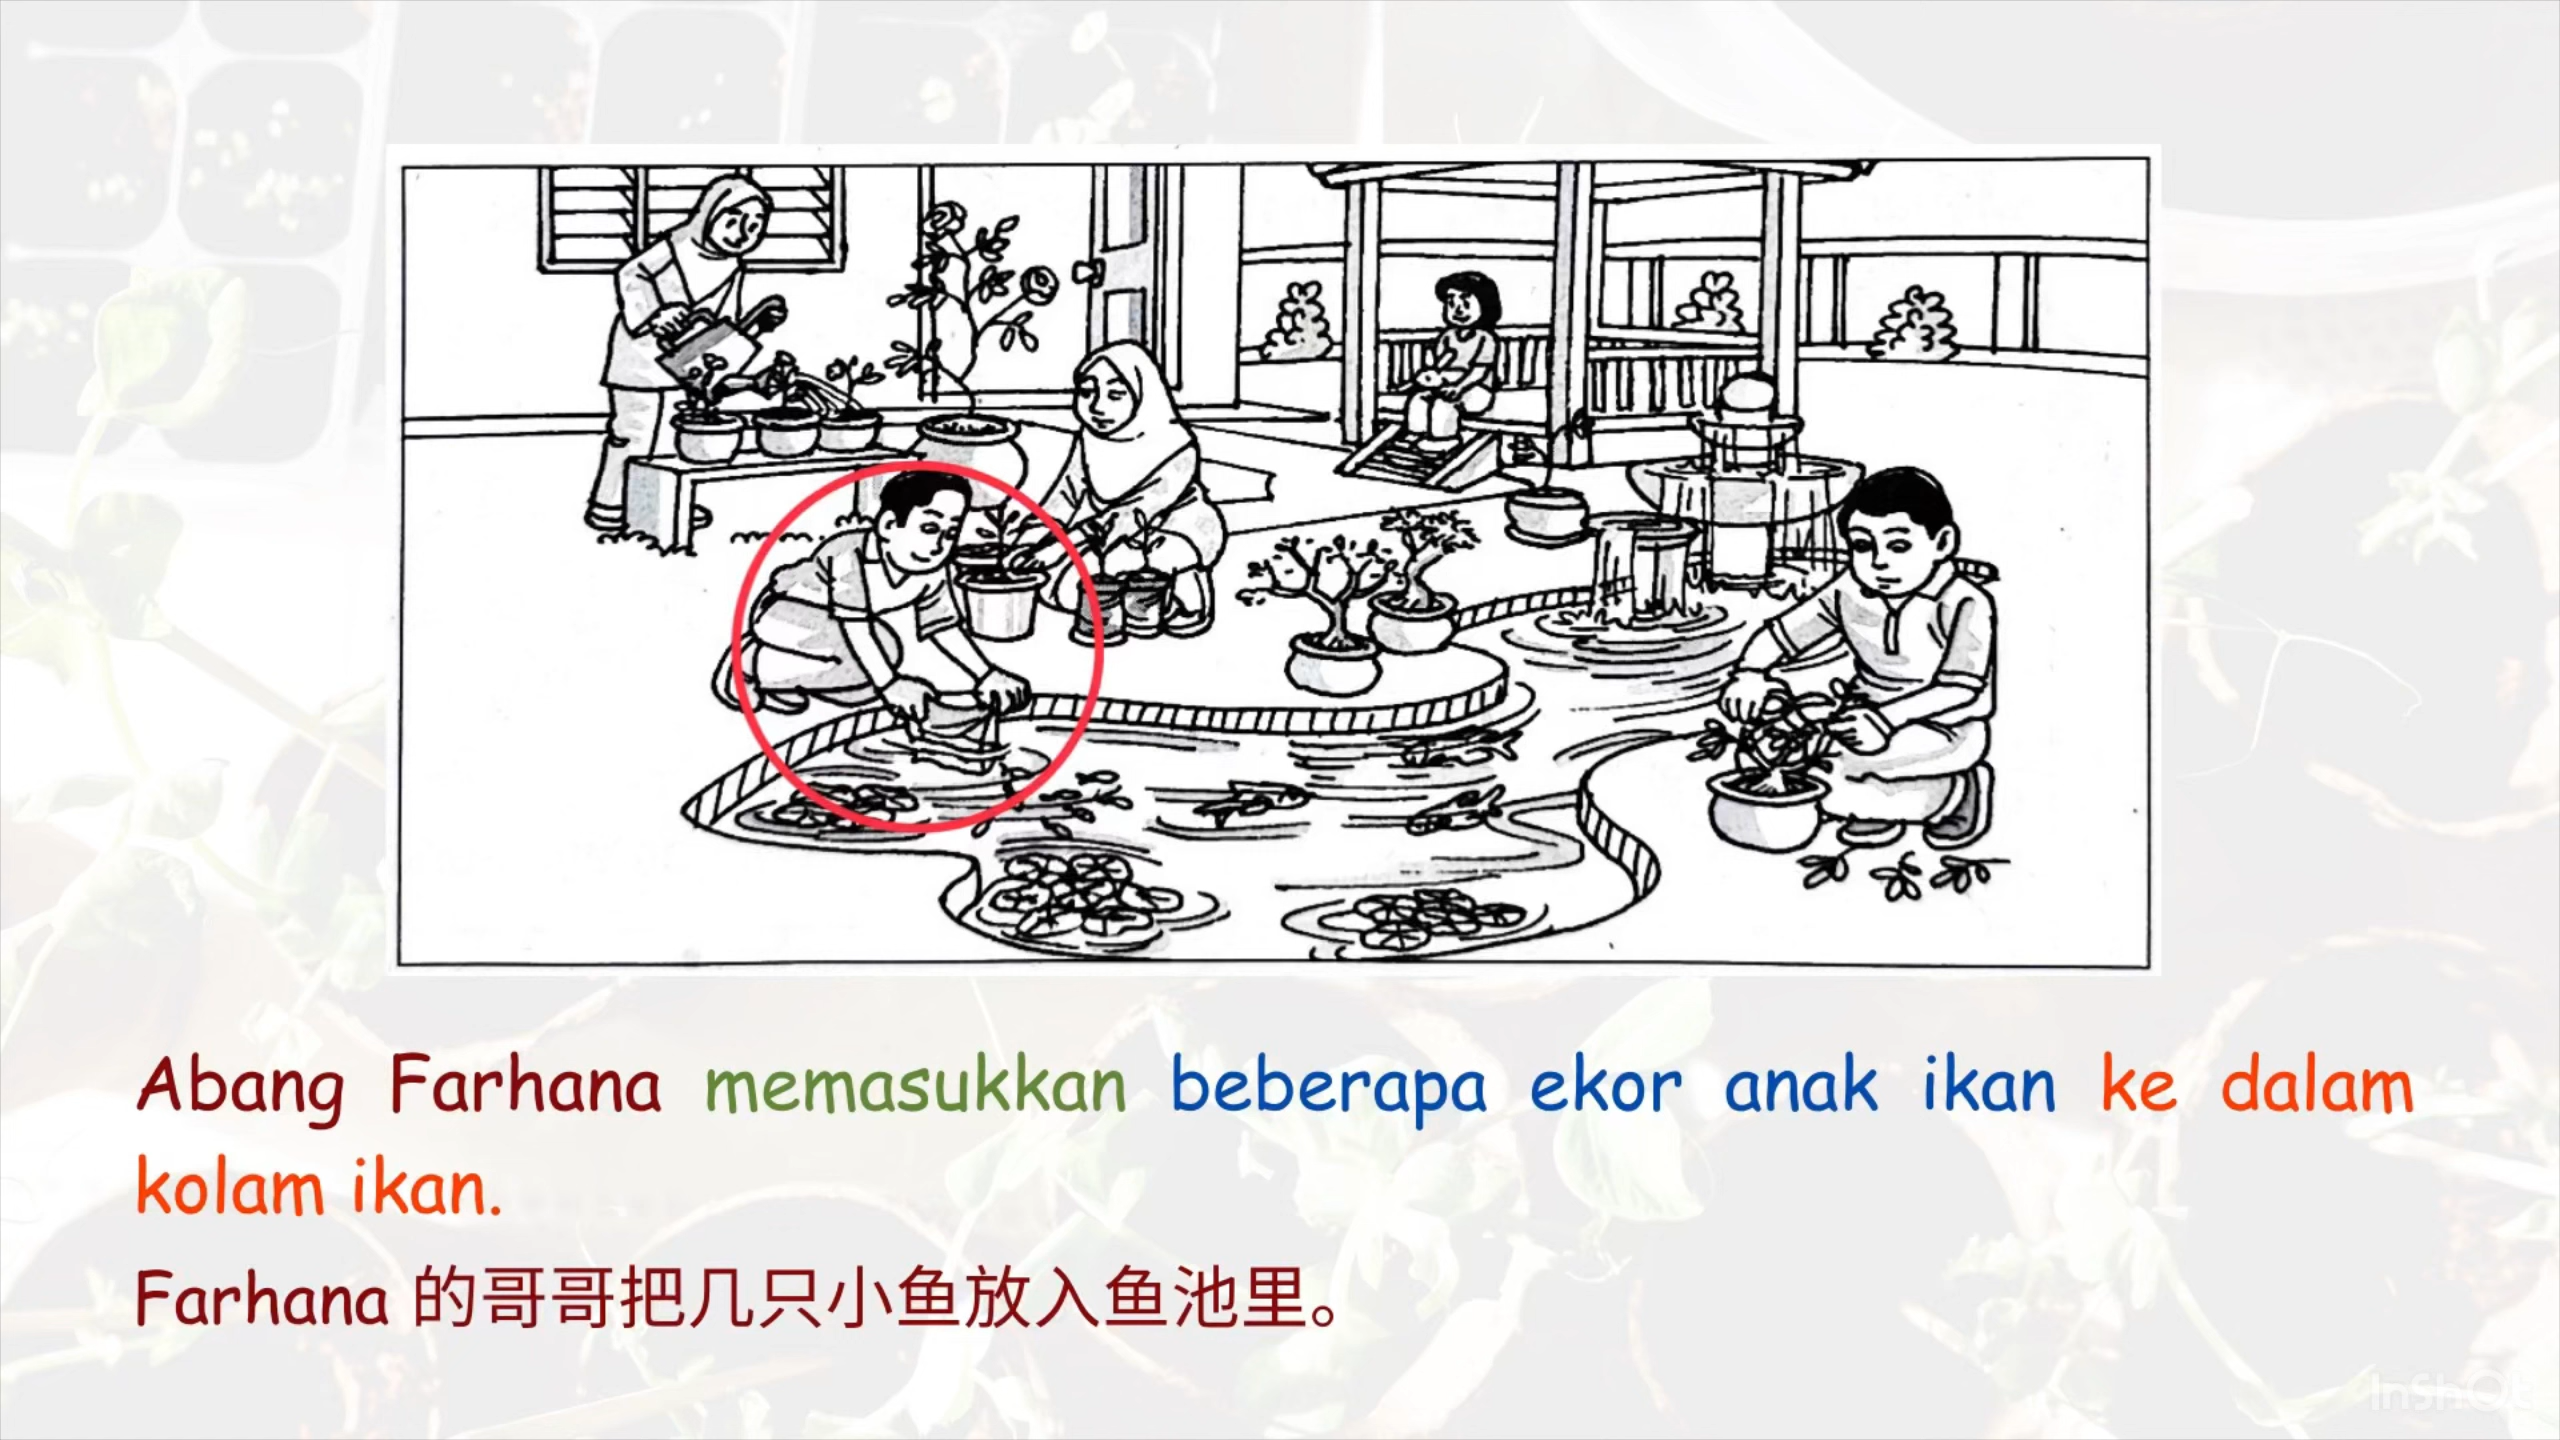 Abang Farhana memasukkan beberapa ekor anak ikan ke dalam
kolam ikan.
Farhana 的哥哥把几只小鱼放入鱼池里。
InShOt